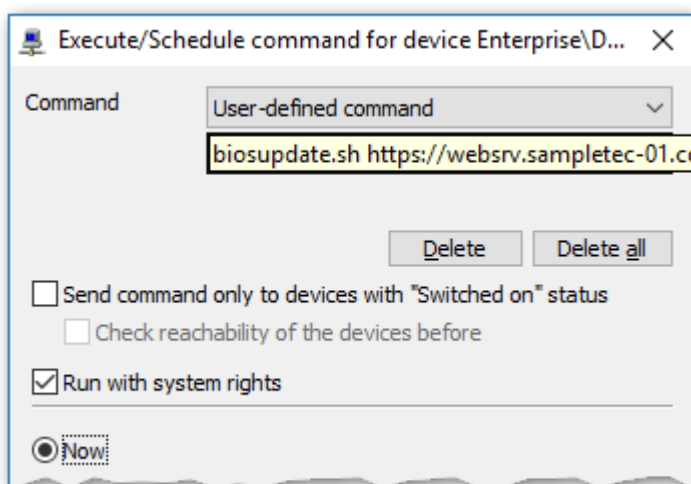 Execute/Schedule command for device Enterprise\D...
Command
User-defined command
biosupdate.sh https://websrv.sampletec-01.c
Delete
Delete all
Send command only to devices with "Switched on" status
Check reachability of the devices before
Run with system rights
Now